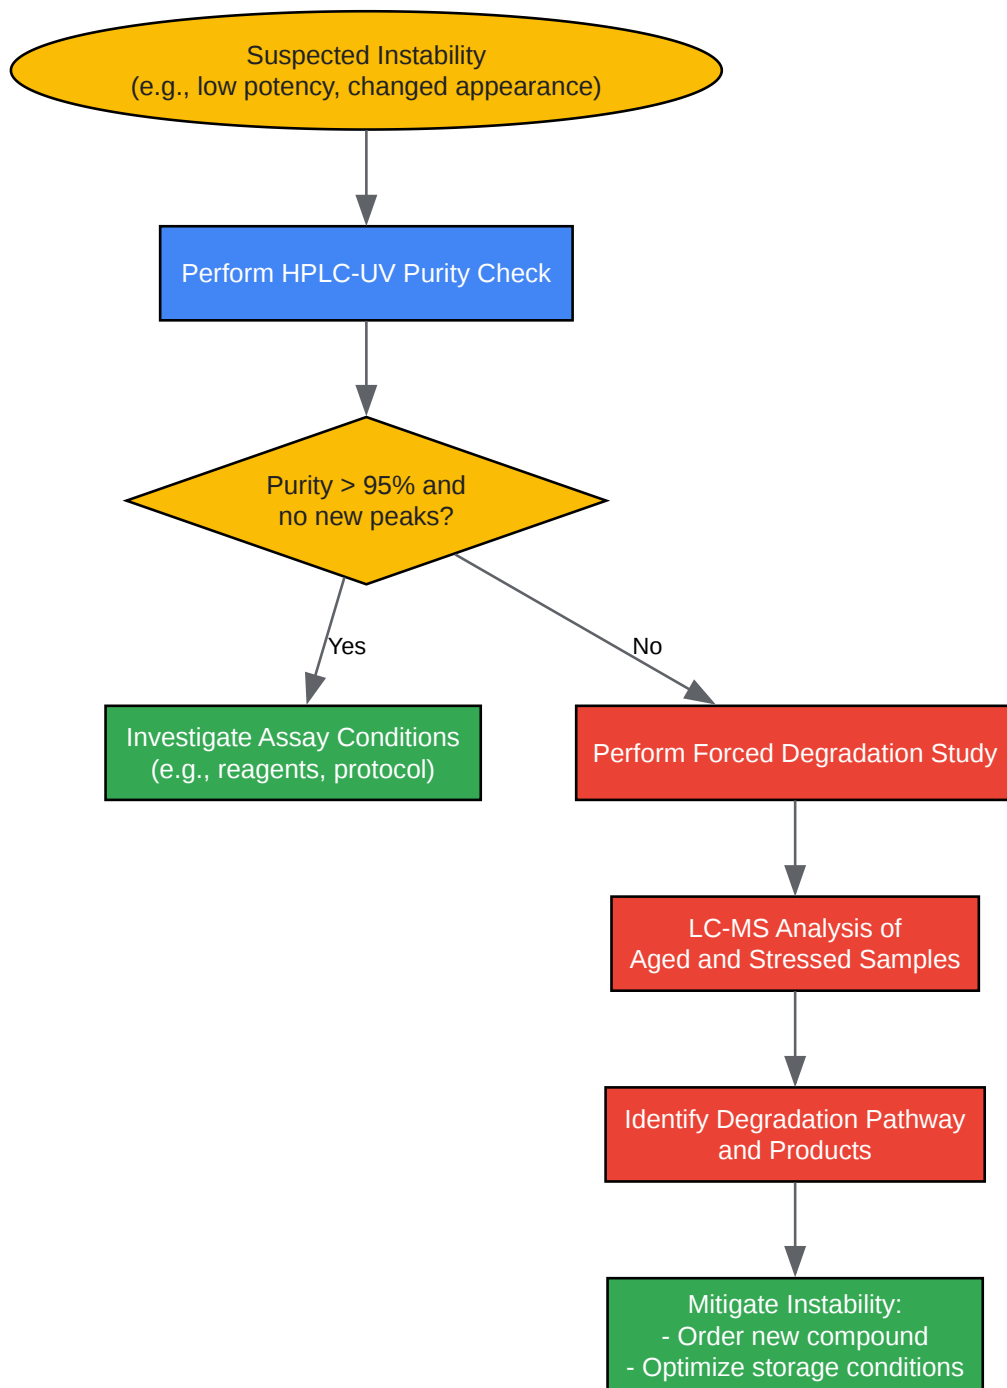 Suspected Instability
(e.g., low potency, changed appearance)
Perform HPLC-UV Purity Check
Purity > 95% and
no new peaks?
Yes
No
Investigate Assay Conditions
(e.g., reagents, protocol)
Perform Forced Degradation Study
LC-MS Analysis of
Aged and Stressed Samples
Identify Degradation Pathway
and Products
Mitigate Instability:
- Order new compound
- Optimize storage conditions